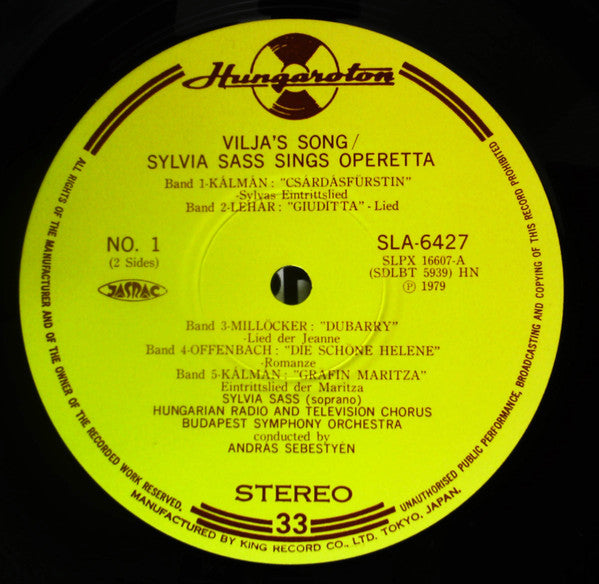 Hungaroton
VILJA'S SONG/
SYLVIA SASS SINGS OPERETTA
Band 1-KÁLMÁN: "CSÁRDÁSFÜRSTIN"
-Sylvas Eintrittslied
Band 2-LEHÁR: "GIUDITTA"-Lied
NO. 1
(2 Sides)
JASRAC
SLA-6427
SLPX 16607-A
(SDLBT 5939) HN
Ⓟ 1979
Band 3-MILLÖCKER: "DUBARRY"
-Lied der Jeanne
Band 4-OFFENBACH: "DIE SCHÖNE HELENE"
-Romanze
Band 5-KÁLMÁN: "GRÄFIN MARITZA"
Eintrittslied der Maritza
SYLVIA SASS (soprano)
HUNGARIAN RADIO AND TELEVISION CHORUS
BUDAPEST SYMPHONY ORCHESTRA
conducted by
ANDRÁS SEBESTYÉN
STEREO
33
ALL RIGHTS OF THE MANUFACTURER AND OF THE OWNER OF THE RECORDED WORK RESERVED.
UNAUTHORISED PUBLIC PERFORMANCE, BROADCASTING AND COPYING OF THIS RECORD PROHIBITED
MANUFACTURED BY KING RECORD CO., LTD. TOKYO, JAPAN.